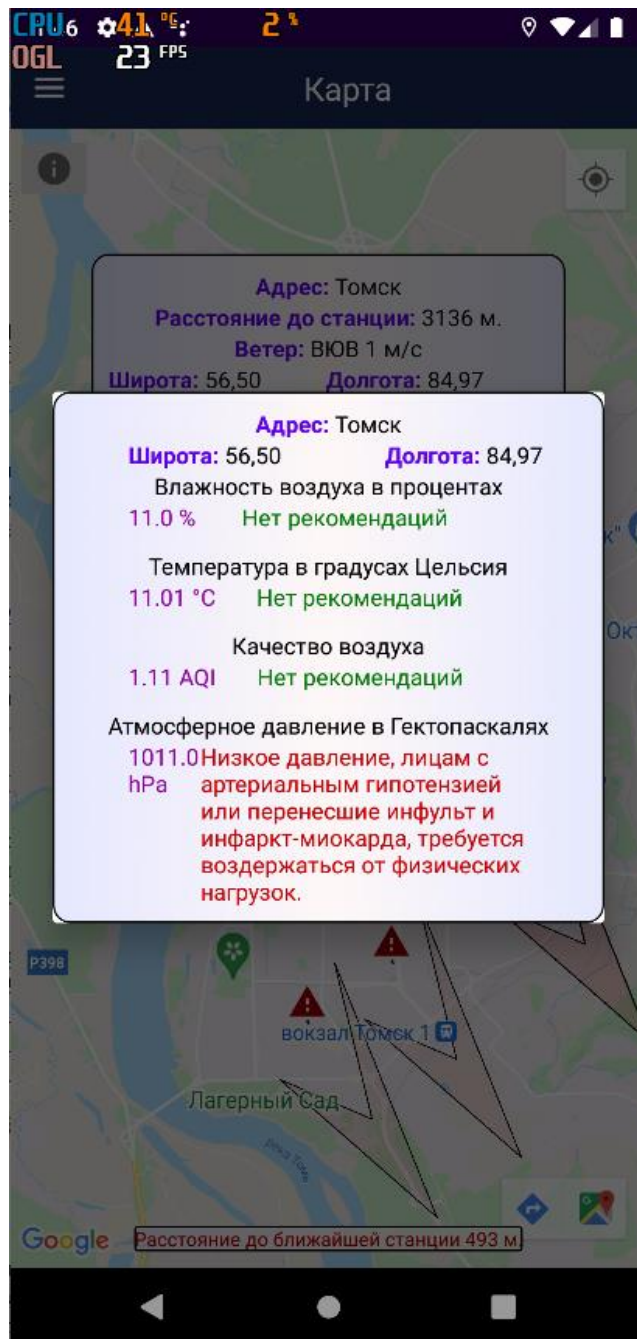 CPU 41 °C 2 %
OGL 23 FPS
Карта
Адрес: Томск
Расстояние до станции: 3136 м.
Ветер: ВЮВ 1 м/с
Широта: 56,50 Долгота: 84,97
Адрес: Томск
Широта: 56,50 Долгота: 84,97
Влажность воздуха в процентах
11.0 % Нет рекомендаций
Температура в градусах Цельсия
11.01 °C Нет рекомендаций
Качество воздуха
1.11 AQI Нет рекомендаций
Атмосферное давление в Гектопаскалях
1011.0 Низкое давление, лицам с
hPa артериальным гипотензией
или перенесшие инфульт и
инфаркт-миокарда, требуется
воздержаться от физических
нагрузок.
Р398
вокзал Томск 1
Лагерный Сад
река Томь
Google Расстояние до ближайшей станции 493 м.